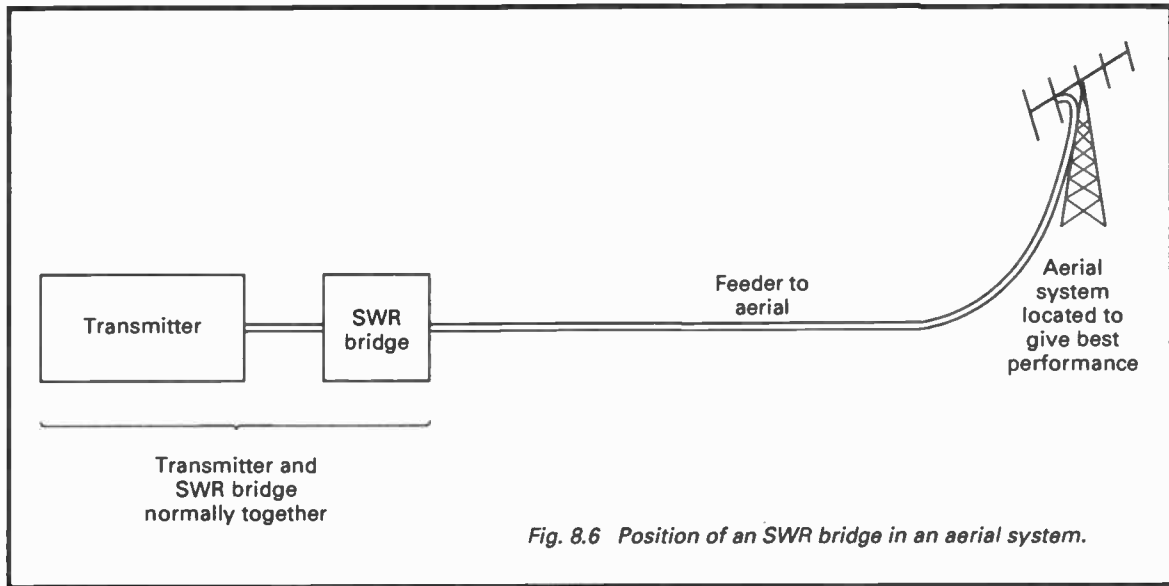 Transmitter
SWR
bridge
Feeder to
aerial
Aerial
system
located to
give best
performance
Transmitter and
SWR bridge
normally together
Fig. 8.6 Position of an SWR bridge in an aerial system.